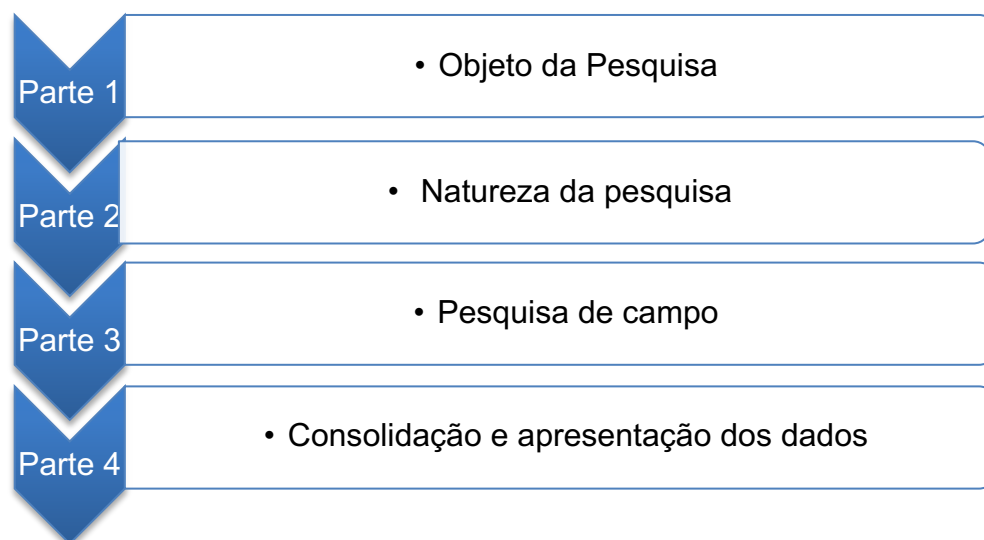 Parte 1
• Objeto da Pesquisa
Parte 2
• Natureza da pesquisa
Parte 3
• Pesquisa de campo
Parte 4
• Consolidação e apresentação dos dados